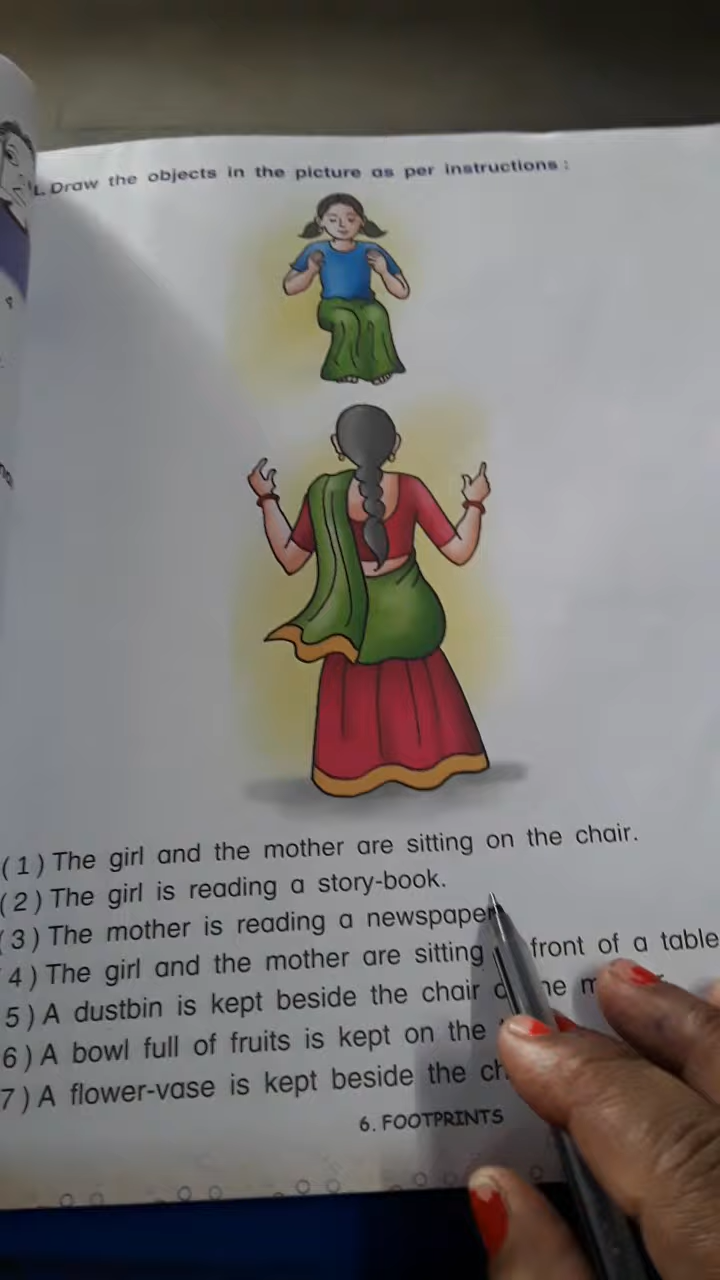 1. Draw the objects in the picture as per instructions :
(1) The girl and the mother are sitting on the chair.
(2) The girl is reading a story-book.
(3) The mother is reading a newspaper
4) The girl and the mother are sitting front of a table
5) A dustbin is kept beside the chair
6) A bowl full of fruits is kept on the
7) A flower-vase is kept beside the
6. FOOTPRINTS